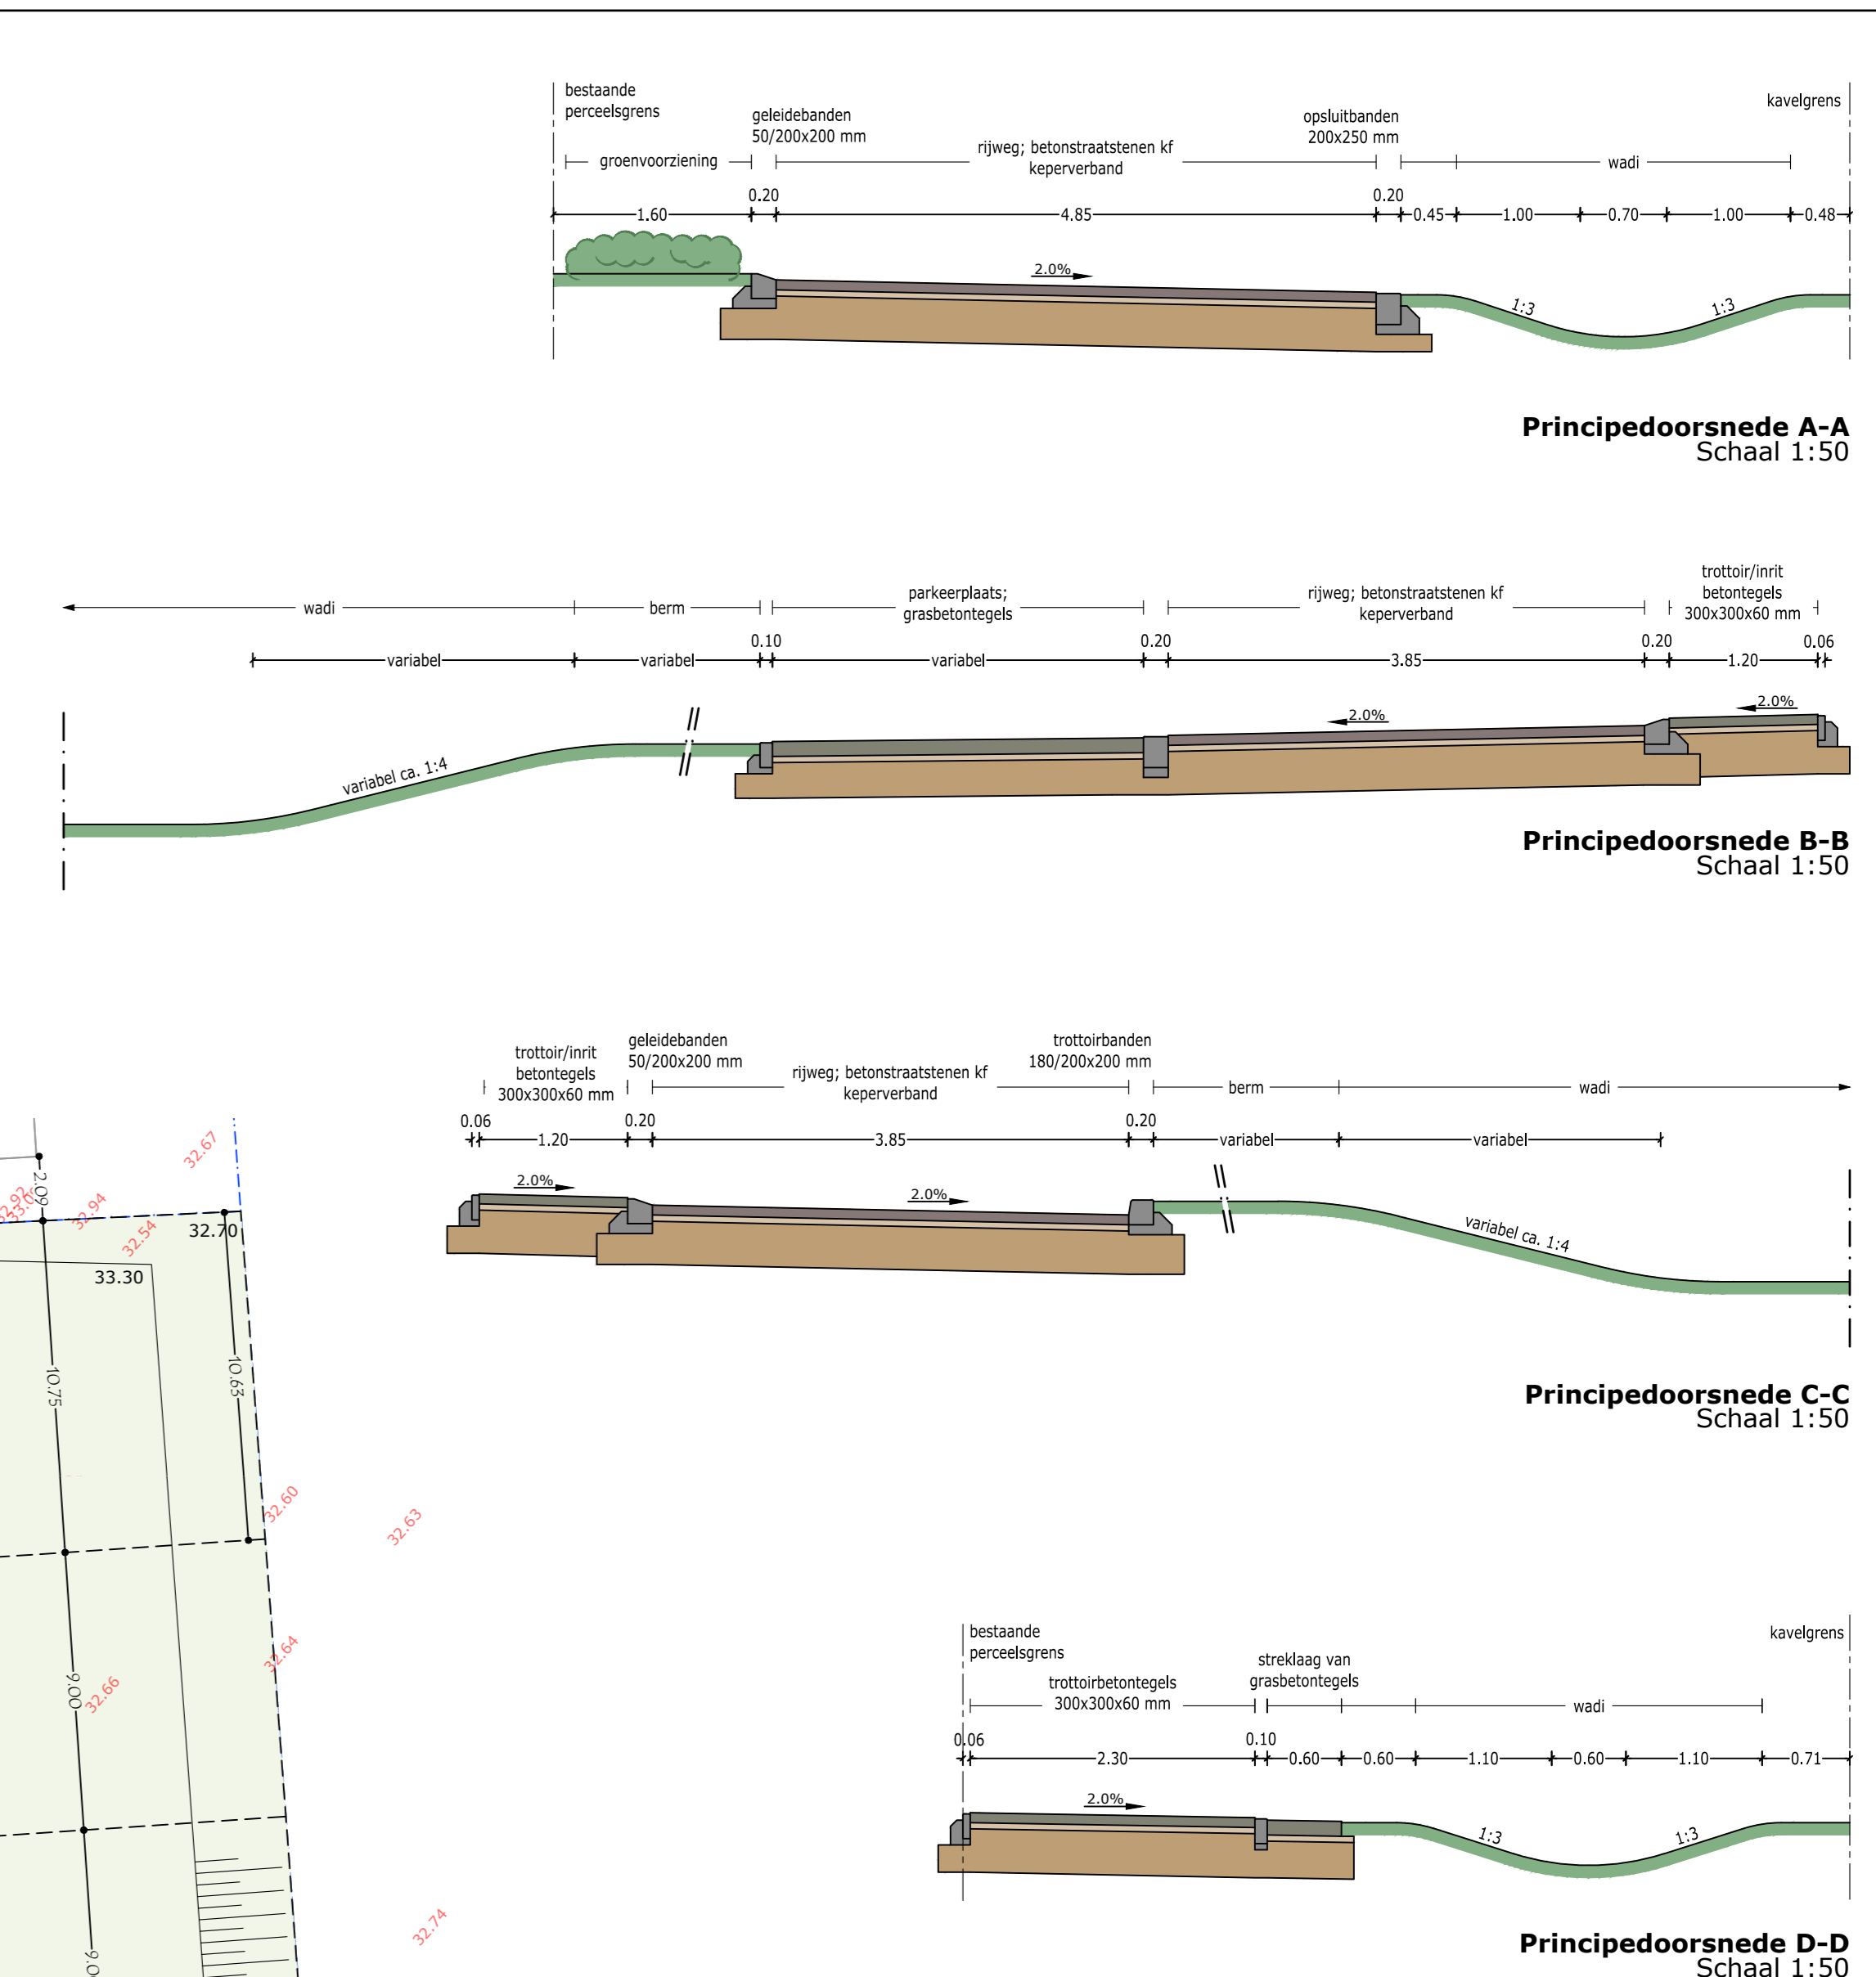 bestaande
perceelsgrens
kavelgrens
geleidebanden
50/200x200 mm
opsluitbanden
200x250 mm
groenvoorziening
rijweg; betonstraatstenen kf
keperverband
wadi
0.20
0.20
1.60
4.85
0.45
1.00
0.70
1.00
0.48
2.0%
1:3
1:3
Principedoorsnede A-A
Schaal 1:50
wadi
berm
parkeerplaats;
grasbetontegels
rijweg; betonstraatstenen kf
keperverband
trottoir/inrit
betontegels
300x300x60 mm
0.10
0.20
0.20
0.06
variabel
variabel
variabel
3.85
1.20
2.0%
2.0%
variabel ca. 1:4
Principedoorsnede B-B
Schaal 1:50
trottoir/inrit
betontegels
300x300x60 mm
geleidebanden
50/200x200 mm
rijweg; betonstraatstenen kf
keperverband
trottoirbanden
180/200x200 mm
berm
wadi
0.06
0.20
0.20
1.20
3.85
variabel
variabel
2.0%
2.0%
variabel ca. 1:4
Principedoorsnede C-C
Schaal 1:50
32.67
2.09
32.94
32.54
32.70
33.30
10.75
10.63
32.60
32.63
32.64
9.00
32.66
32.74
bestaande
perceelsgrens
kavelgrens
trottoirbetontegels
300x300x60 mm
streklaag van
grasbetontegels
wadi
0.06
0.10
2.30
0.60
0.60
1.10
0.60
1.10
0.71
2.0%
1:3
1:3
Principedoorsnede D-D
Schaal 1:50